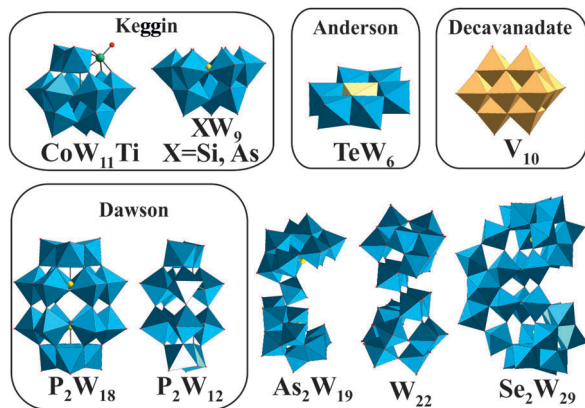 Keggin
CoW₁₁Ti
XW₉
X=Si, As
Anderson
TeW₆
Decavanadate
V₁₀
Dawson
P₂W₁₈
P₂W₁₂
As₂W₁₉
W₂₂
Se₂W₂₉